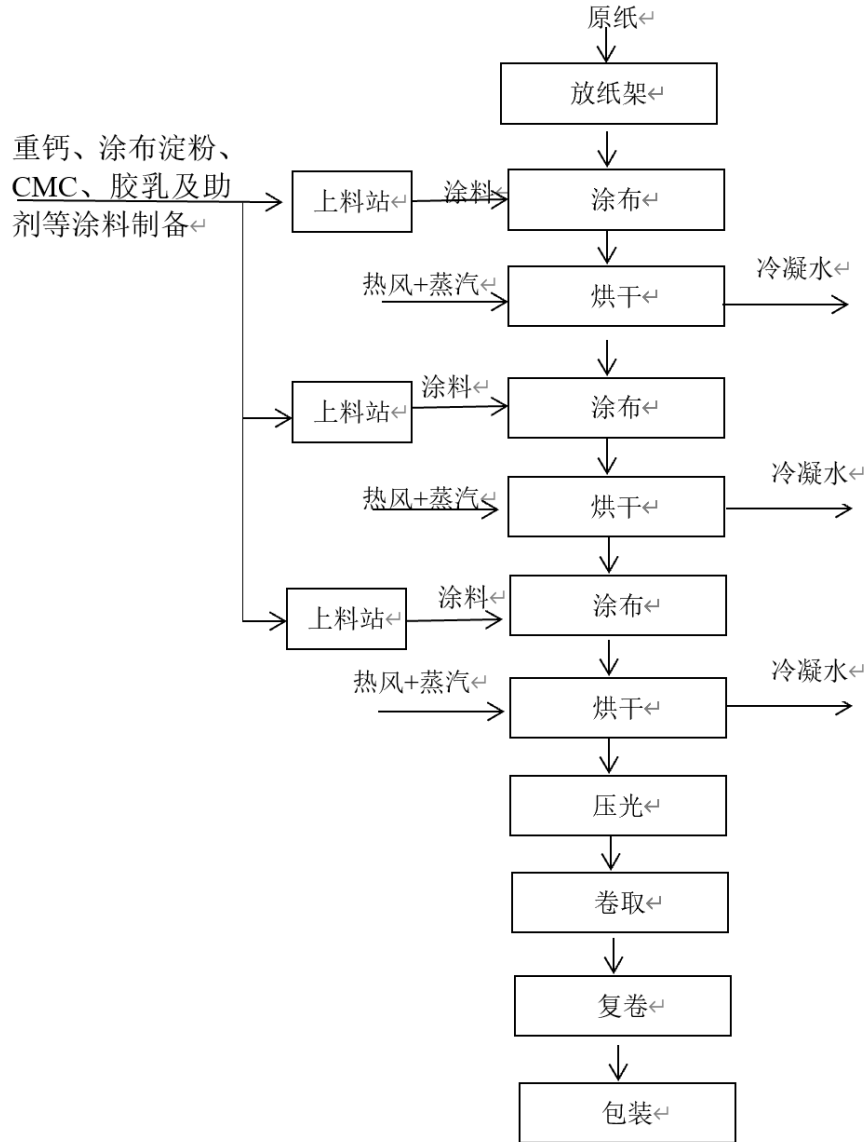 原纸
放纸架
重钙、涂布淀粉、
CMC、胶乳及助
剂等涂料制备
上料站
涂料
涂布
热风+蒸汽
烘干
冷凝水
上料站
涂料
涂布
热风+蒸汽
烘干
冷凝水
上料站
涂料
涂布
热风+蒸汽
烘干
冷凝水
压光
卷取
复卷
包装